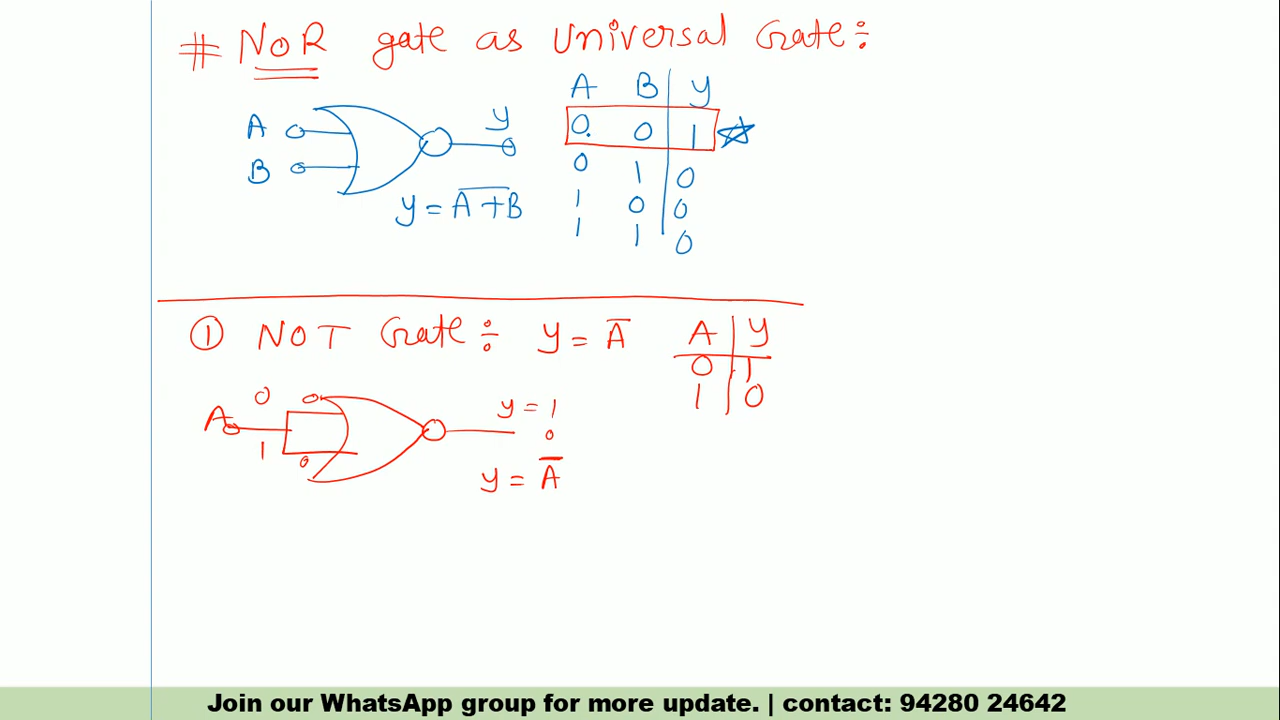 # NOR gate as Universal Gate÷
A B Y
A 0 0 1
B y
0 1 0
y = A+B 1 0 0
1 1 0
① NOT Gate÷ y = A̅ A Y
0 1
1 0
0 0 y = 1
A 0
1 0 y = A̅
Join our WhatsApp group for more update. | contact: 94280 24642